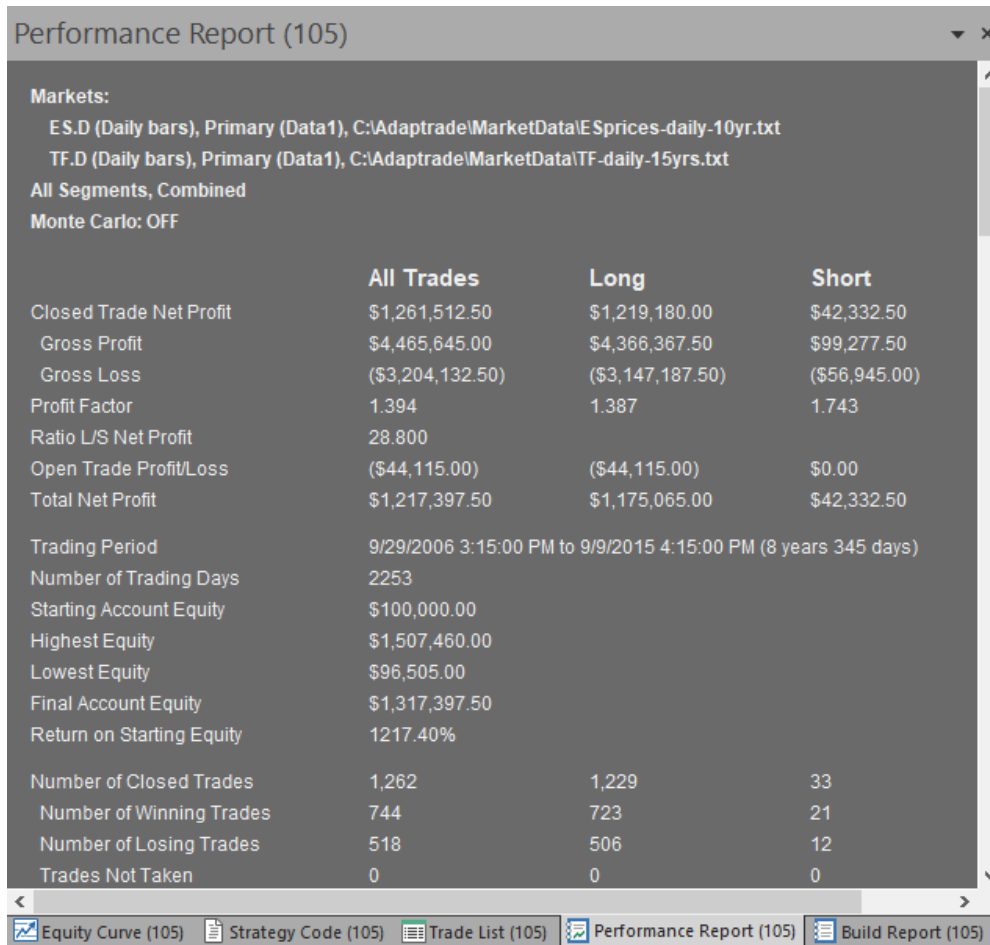 Performance Report (105)
Markets:
ES.D (Daily bars), Primary (Data1), C:\Adaptrade\MarketData\ESprices-daily-10yr.txt
TF.D (Daily bars), Primary (Data1), C:\Adaptrade\MarketData\TF-daily-15yrs.txt
All Segments, Combined
Monte Carlo: OFF
All Trades Long Short
Closed Trade Net Profit $1,261,512.50 $1,219,180.00 $42,332.50
Gross Profit $4,465,645.00 $4,366,367.50 $99,277.50
Gross Loss ($3,204,132.50) ($3,147,187.50) ($56,945.00)
Profit Factor 1.394 1.387 1.743
Ratio L/S Net Profit 28.800
Open Trade Profit/Loss ($44,115.00) ($44,115.00) $0.00
Total Net Profit $1,217,397.50 $1,175,065.00 $42,332.50
Trading Period 9/29/2006 3:15:00 PM to 9/9/2015 4:15:00 PM (8 years 345 days)
Number of Trading Days 2253
Starting Account Equity $100,000.00
Highest Equity $1,507,460.00
Lowest Equity $96,505.00
Final Account Equity $1,317,397.50
Return on Starting Equity 1217.40%
Number of Closed Trades 1,262 1,229 33
Number of Winning Trades 744 723 21
Number of Losing Trades 518 506 12
Trades Not Taken 0 0 0
Equity Curve (105) Strategy Code (105) Trade List (105) Performance Report (105) Build Report (105)